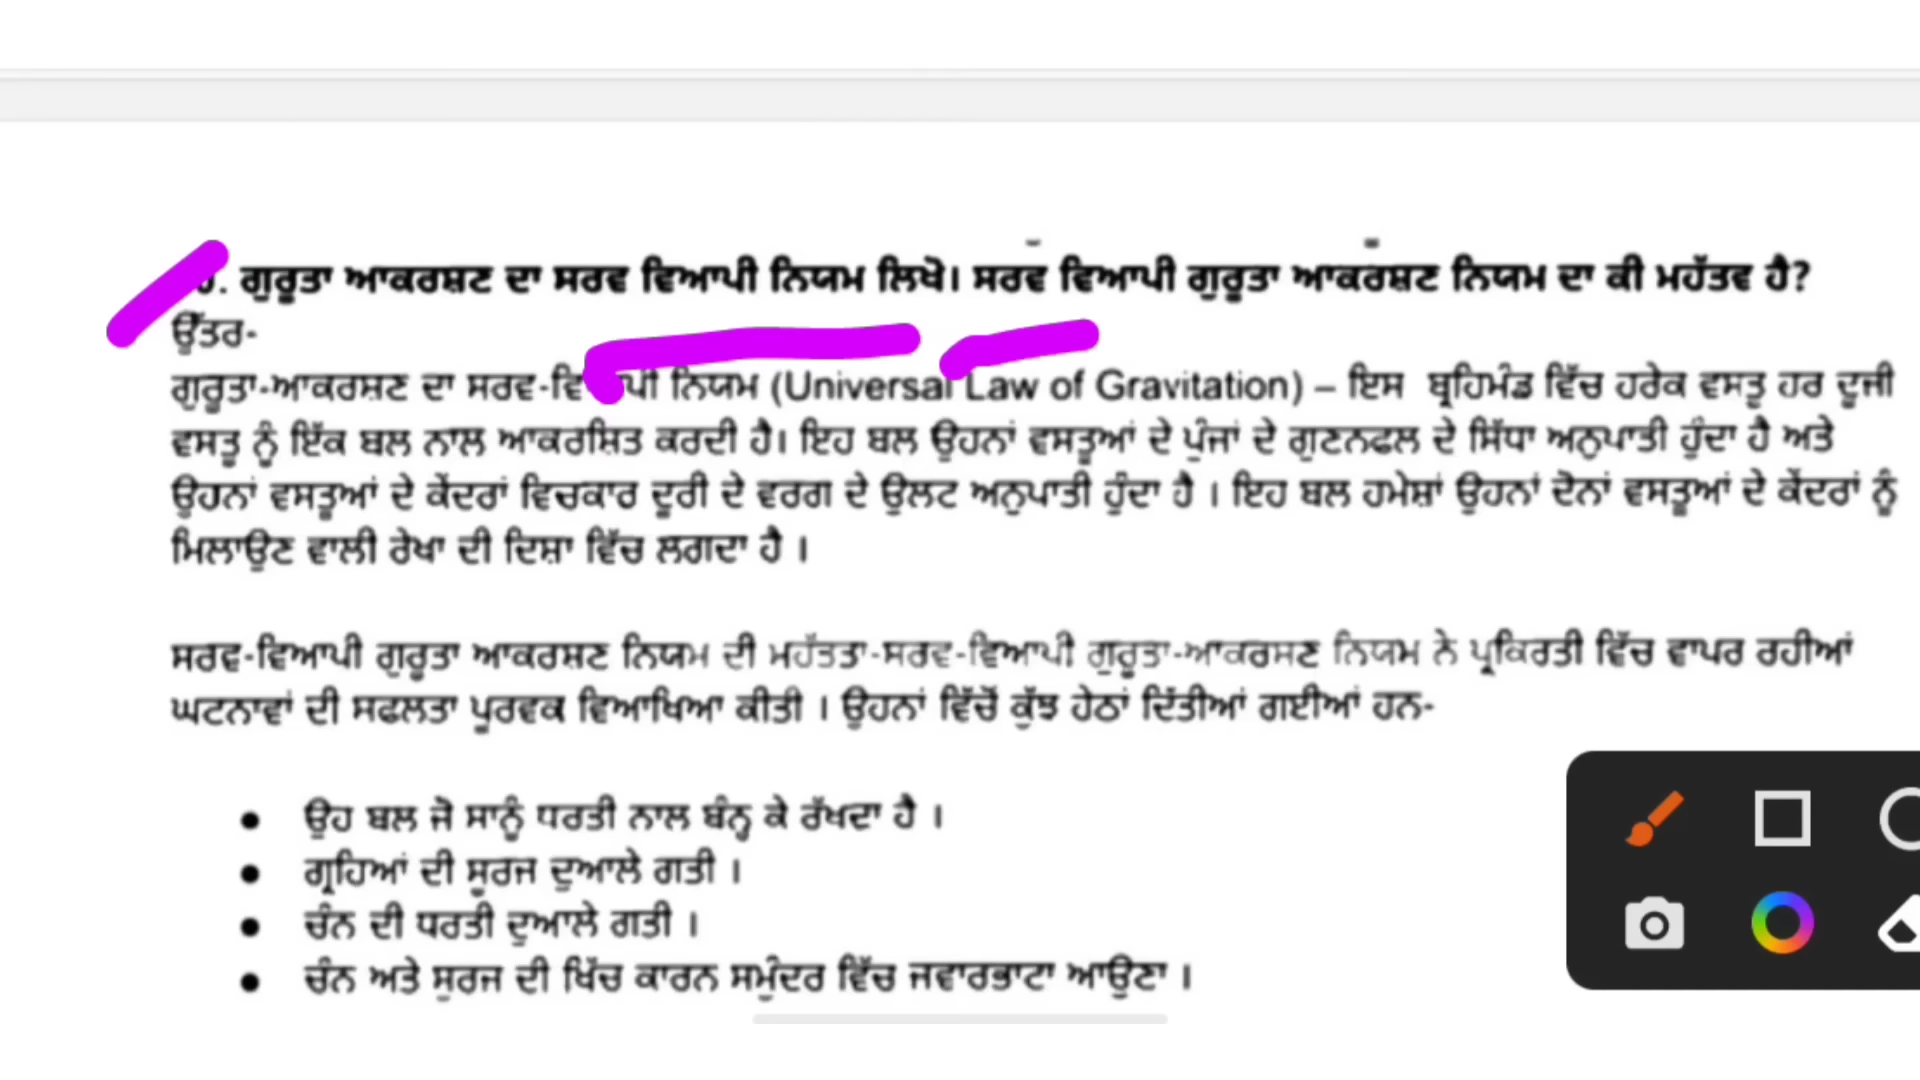 . ਗੁਰੂਤਾ ਆਕਰਸ਼ਣ ਦਾ ਸਰਵ ਵਿਆਪੀ ਨਿਯਮ ਲਿਖੋ। ਸਰਵ ਵਿਆਪੀ ਗੁਰੂਤਾ ਆਕਰਸ਼ਣ ਨਿਯਮ ਦਾ ਕੀ ਮਹੱਤਵ ਹੈ?
ਉੱਤਰ-
ਗੁਰੂਤਾ-ਆਕਰਸ਼ਣ ਦਾ ਸਰਵ-ਵਿਆਪੀ ਨਿਯਮ (Universal Law of Gravitation) – ਇਸ ਬ੍ਰਹਿਮੰਡ ਵਿੱਚ ਹਰੇਕ ਵਸਤੂ ਹਰ ਦੂਜੀ
ਵਸਤੂ ਨੂੰ ਇੱਕ ਬਲ ਨਾਲ ਆਕਰਸ਼ਿਤ ਕਰਦੀ ਹੈ। ਇਹ ਬਲ ਉਹਨਾਂ ਵਸਤੂਆਂ ਦੇ ਪੁੰਜਾਂ ਦੇ ਗੁਣਨਫਲ ਦੇ ਸਿੱਧਾ ਅਨੁਪਾਤੀ ਹੁੰਦਾ ਹੈ ਅਤੇ
ਉਹਨਾਂ ਵਸਤੂਆਂ ਦੇ ਕੇਂਦਰਾਂ ਵਿਚਕਾਰ ਦੂਰੀ ਦੇ ਵਰਗ ਦੇ ਉਲਟ ਅਨੁਪਾਤੀ ਹੁੰਦਾ ਹੈ । ਇਹ ਬਲ ਹਮੇਸ਼ਾਂ ਉਹਨਾਂ ਦੋਨਾਂ ਵਸਤੂਆਂ ਦੇ ਕੇਂਦਰਾਂ ਨੂੰ
ਮਿਲਾਉਣ ਵਾਲੀ ਰੇਖਾ ਦੀ ਦਿਸ਼ਾ ਵਿੱਚ ਲਗਦਾ ਹੈ ।
ਸਰਵ-ਵਿਆਪੀ ਗੁਰੂਤਾ ਆਕਰਸ਼ਣ ਨਿਯਮ ਦੀ ਮਹੱਤਤਾ-ਸਰਵ-ਵਿਆਪੀ ਗੁਰੂਤਾ-ਆਕਰਸਣ ਨਿਯਮ ਨੇ ਪ੍ਰਕਿਰਤੀ ਵਿੱਚ ਵਾਪਰ ਰਹੀਆਂ
ਘਟਨਾਵਾਂ ਦੀ ਸਫਲਤਾ ਪੂਰਵਕ ਵਿਆਖਿਆ ਕੀਤੀ । ਉਹਨਾਂ ਵਿੱਚੋਂ ਕੁੱਝ ਹੇਠਾਂ ਦਿੱਤੀਆਂ ਗਈਆਂ ਹਨ-
● ਉਹ ਬਲ ਜੋ ਸਾਨੂੰ ਧਰਤੀ ਨਾਲ ਬੰਨ੍ਹ ਕੇ ਰੱਖਦਾ ਹੈ ।
● ਗ੍ਰਹਿਆਂ ਦੀ ਸੂਰਜ ਦੁਆਲੇ ਗਤੀ ।
● ਚੰਨ ਦੀ ਧਰਤੀ ਦੁਆਲੇ ਗਤੀ ।
● ਚੰਨ ਅਤੇ ਸੁਰਜ ਦੀ ਖਿੱਚ ਕਾਰਨ ਸਮੁੰਦਰ ਵਿੱਚ ਜਵਾਰਭਾਟਾ ਆਉਣਾ ।